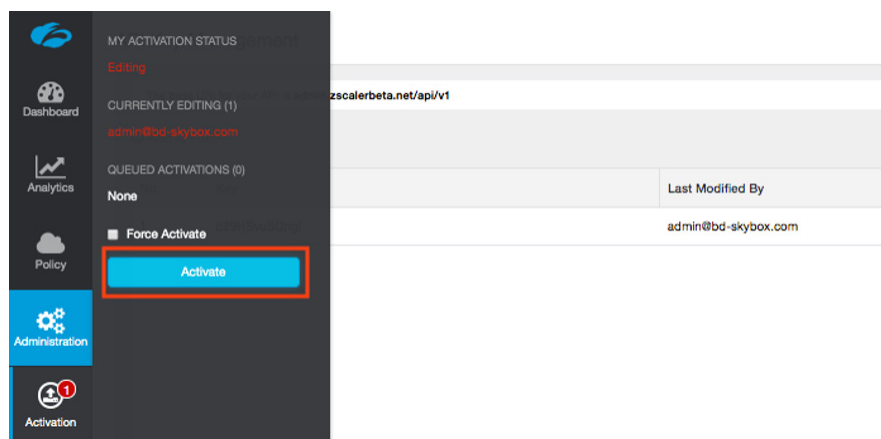 Dashboard
Analytics
Policy
Administration
1
Activation
MY ACTIVATION STATUS
Editing
CURRENTLY EDITING (1)
admin@bd-skybox.com
QUEUED ACTIVATIONS (0)
None
Force Activate
Activate
zscalerbeta.net/api/v1
Last Modified By
admin@bd-skybox.com